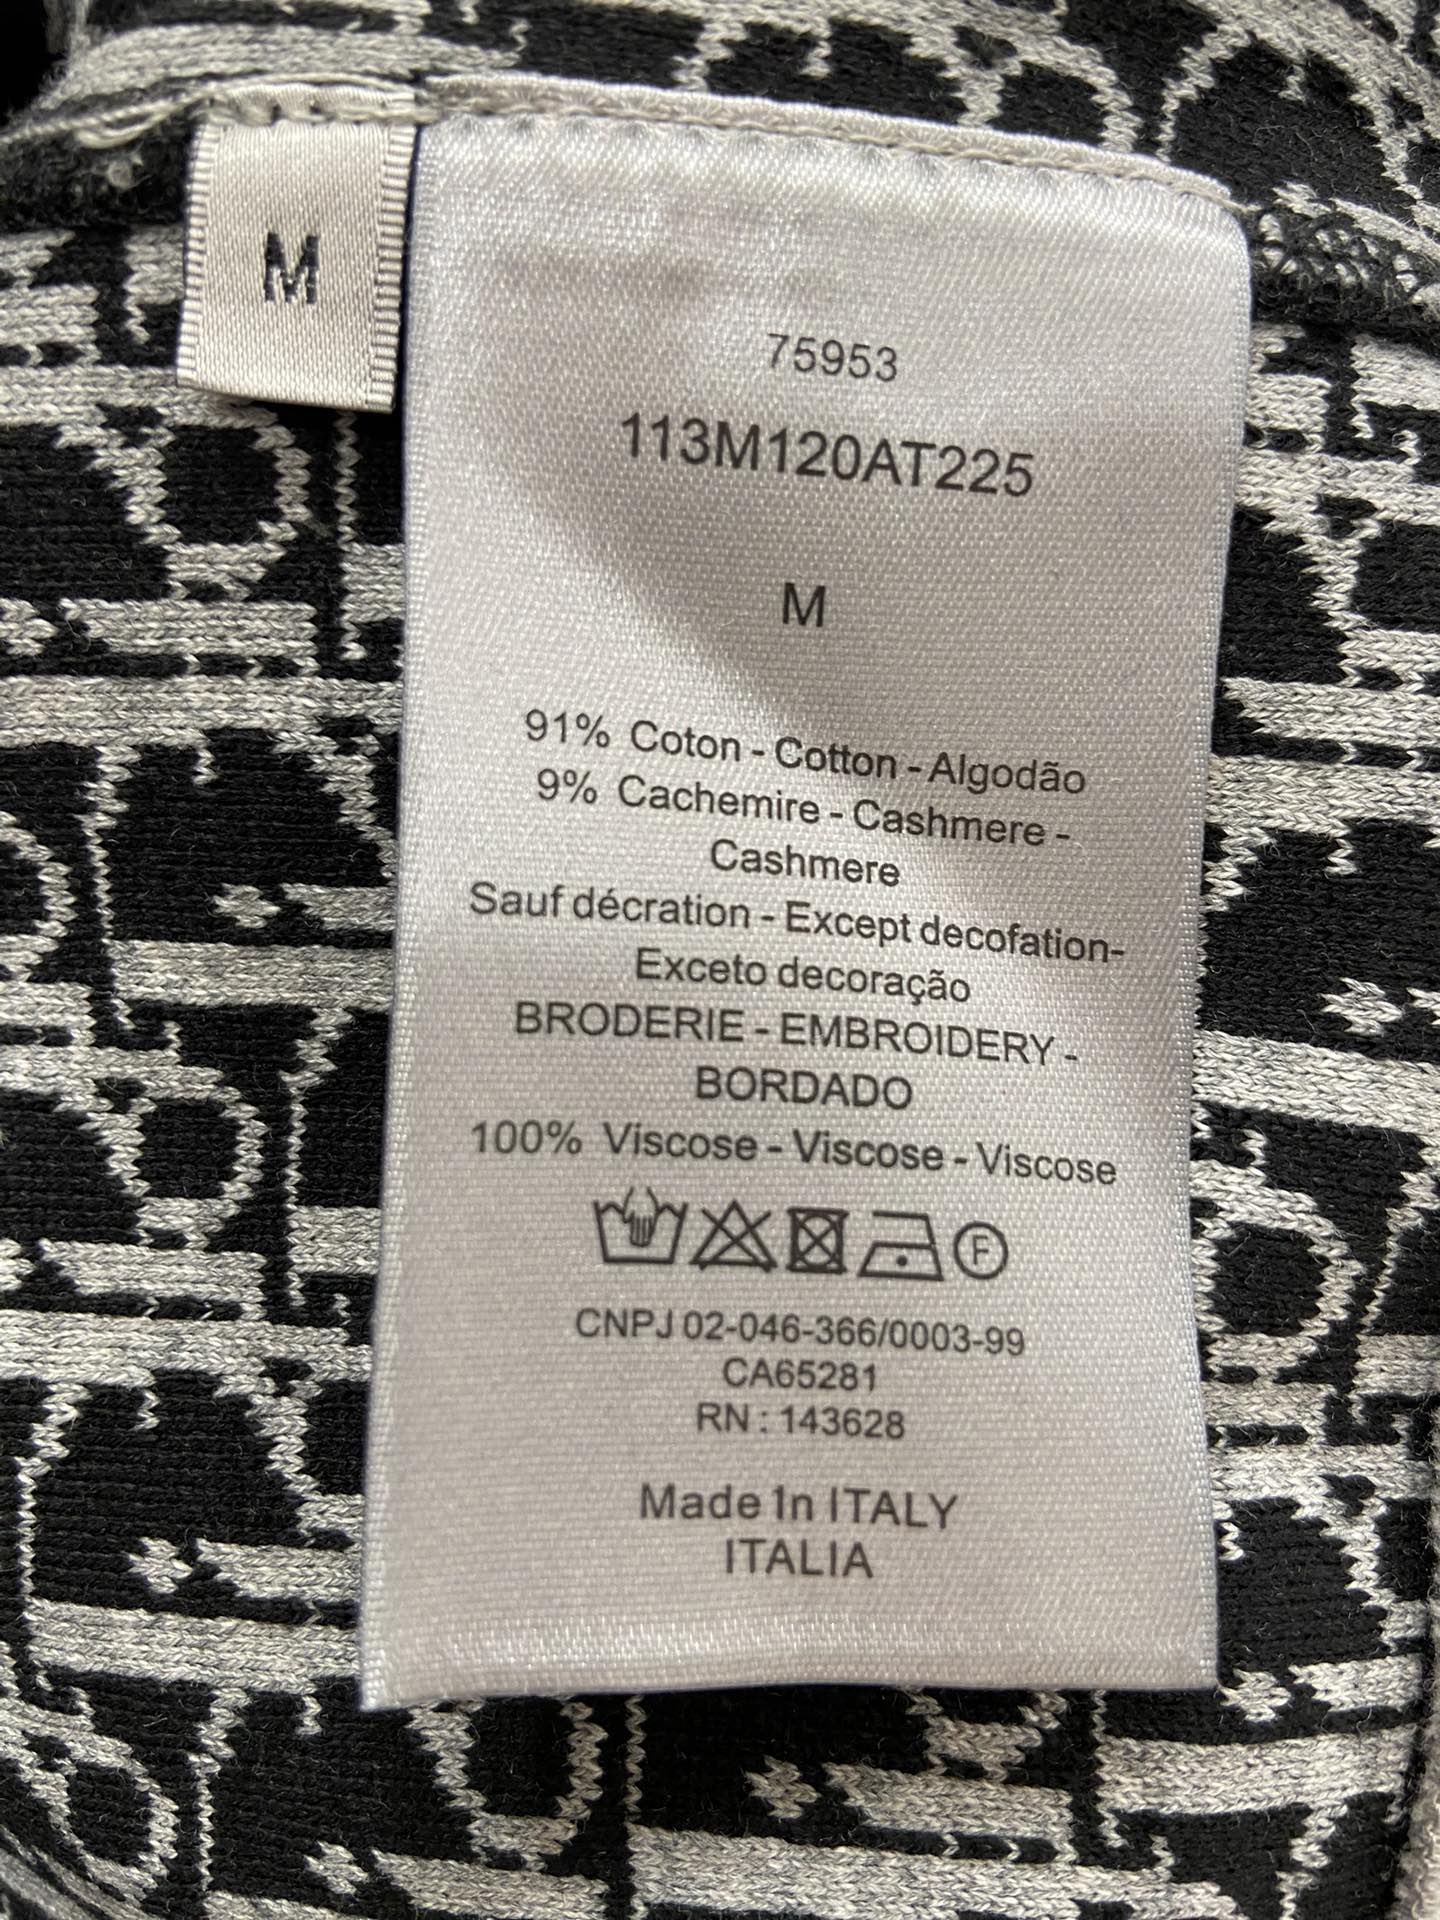 M
75953
113M120AT225
M
91% Coton - Cotton - Algodão
9% Cachemire - Cashmere -
Cashmere
Sauf décration - Except decofation-
Exceto decoração
BRODERIE - EMBROIDERY -
BORDADO
100% Viscose - Viscose - Viscose
F
CNPJ 02-046-366/0003-99
CA65281
RN : 143628
Made 1n ITALY
ITALIA